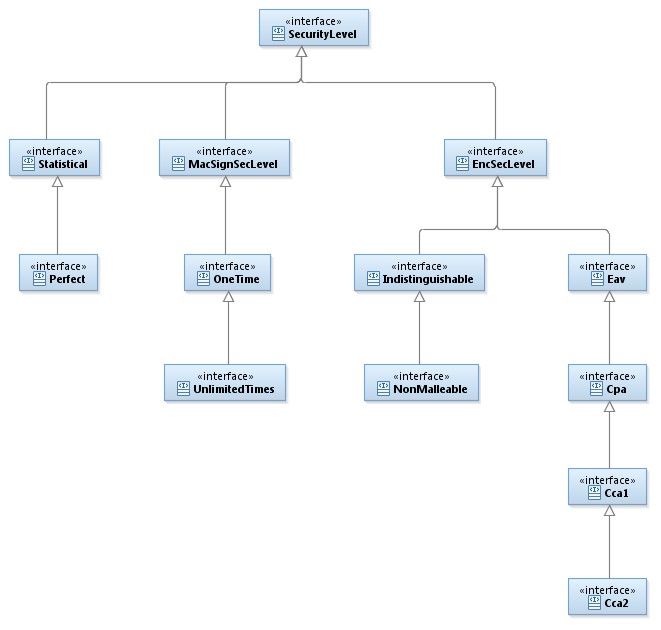 «interface»
SecurityLevel
«interface»
Statistical
«interface»
MacSignSecLevel
«interface»
EncSecLevel
«interface»
Perfect
«interface»
OneTime
«interface»
Indistinguishable
«interface»
Eav
«interface»
UnlimitedTimes
«interface»
NonMalleable
«interface»
Cpa
«interface»
Cca1
«interface»
Cca2